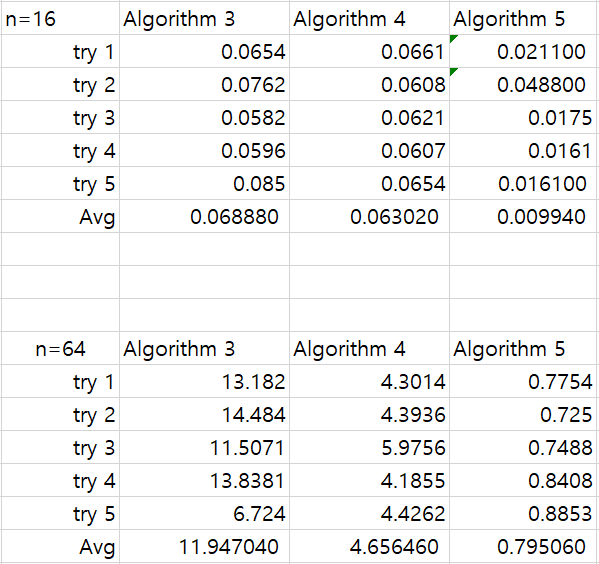 n=16 Algorithm 3 Algorithm 4 Algorithm 5
try 1 0.0654 0.0661 0.021100
try 2 0.0762 0.0608 0.048800
try 3 0.0582 0.0621 0.0175
try 4 0.0596 0.0607 0.0161
try 5 0.085 0.0654 0.016100
Avg 0.068880 0.063020 0.009940
n=64 Algorithm 3 Algorithm 4 Algorithm 5
try 1 13.182 4.3014 0.7754
try 2 14.484 4.3936 0.725
try 3 11.5071 5.9756 0.7488
try 4 13.8381 4.1855 0.8408
try 5 6.724 4.4262 0.8853
Avg 11.947040 4.656460 0.795060